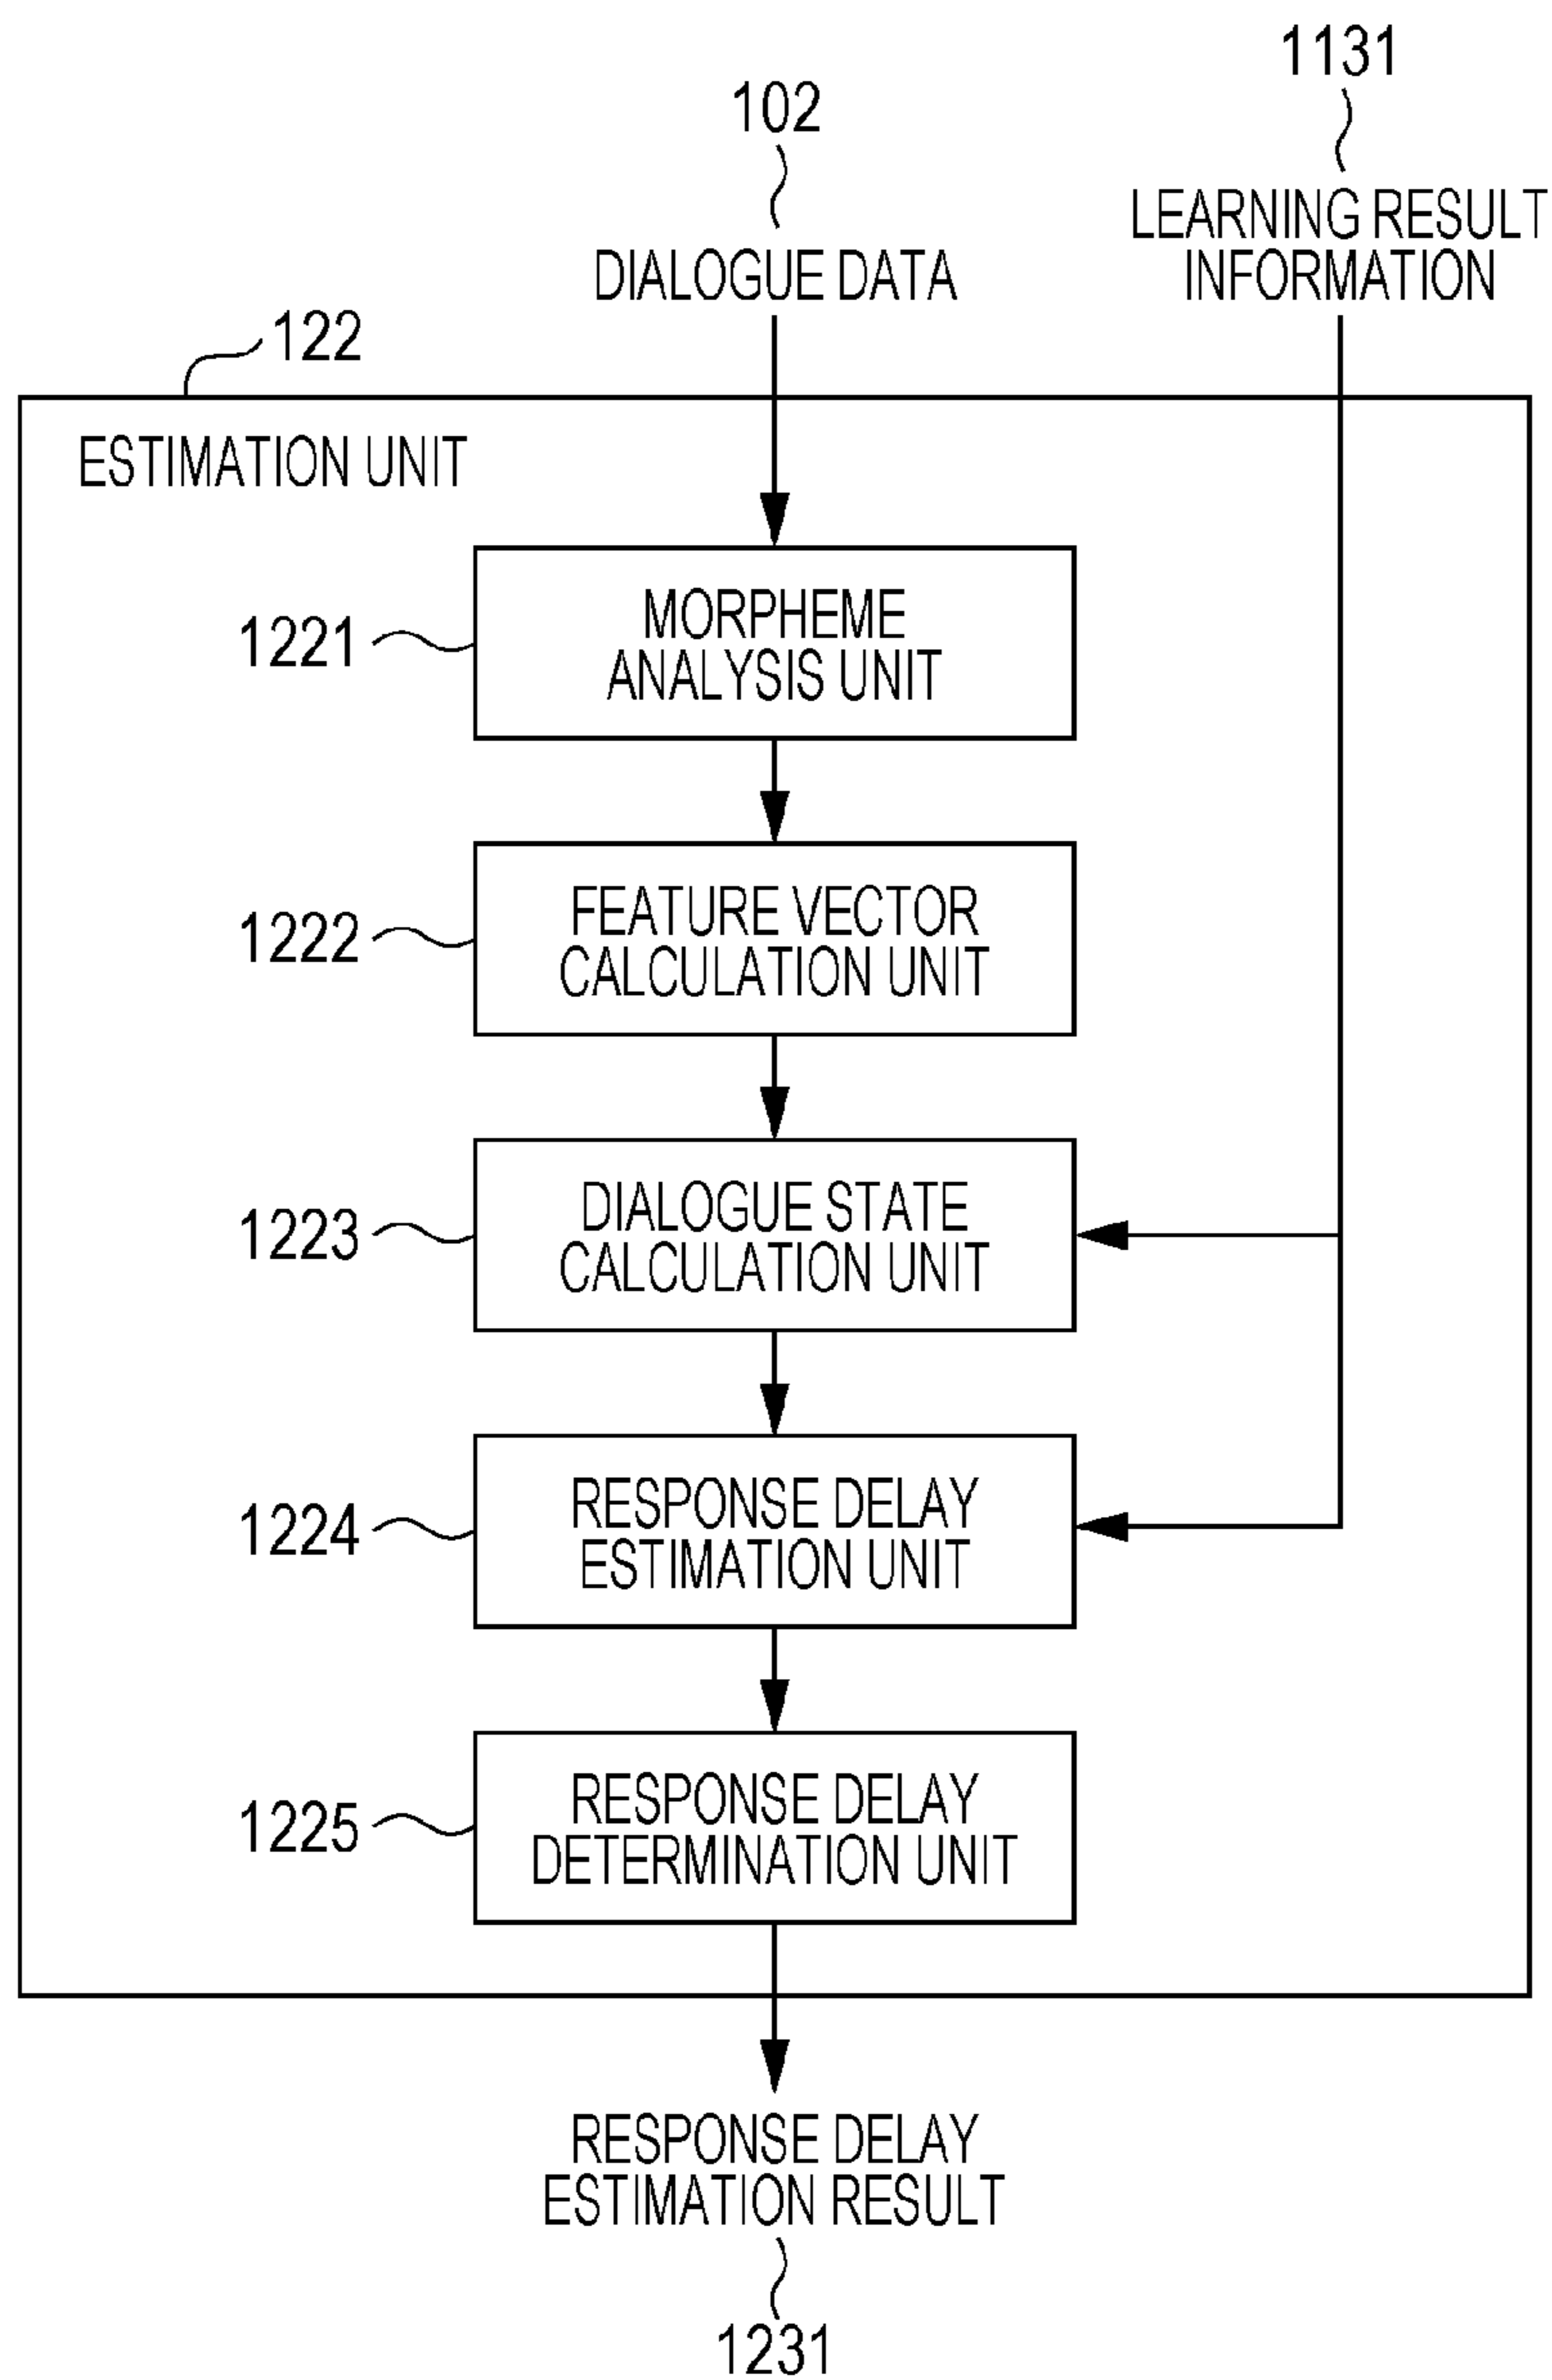 1131
102
LEARNING RESULT
INFORMATION
DIALOGUE DATA
122
ESTIMATION UNIT
1221
MORPHEME
ANALYSIS UNIT
1222
FEATURE VECTOR
CALCULATION UNIT
1223
DIALOGUE STATE
CALCULATION UNIT
1224
RESPONSE DELAY
ESTIMATION UNIT
1225
RESPONSE DELAY
DETERMINATION UNIT
RESPONSE DELAY
ESTIMATION RESULT
1231